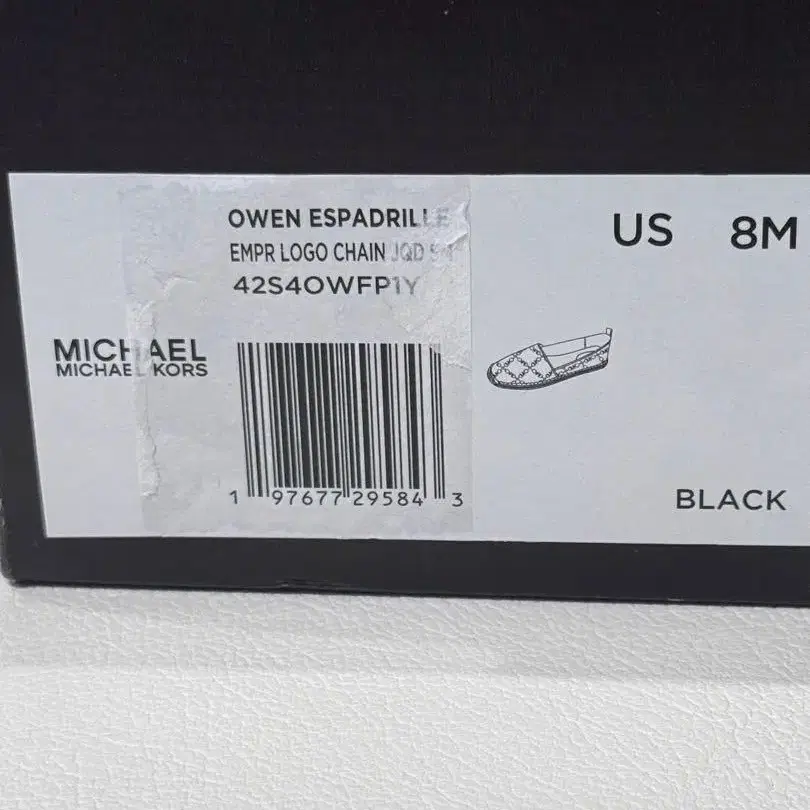 OWEN ESPADRILLE
EMPR LOGO CHAIN JQD
42S4OWFP1Y
MICHAEL
MICHAEL KORS
1 97677 29584 3
US 8M
BLACK